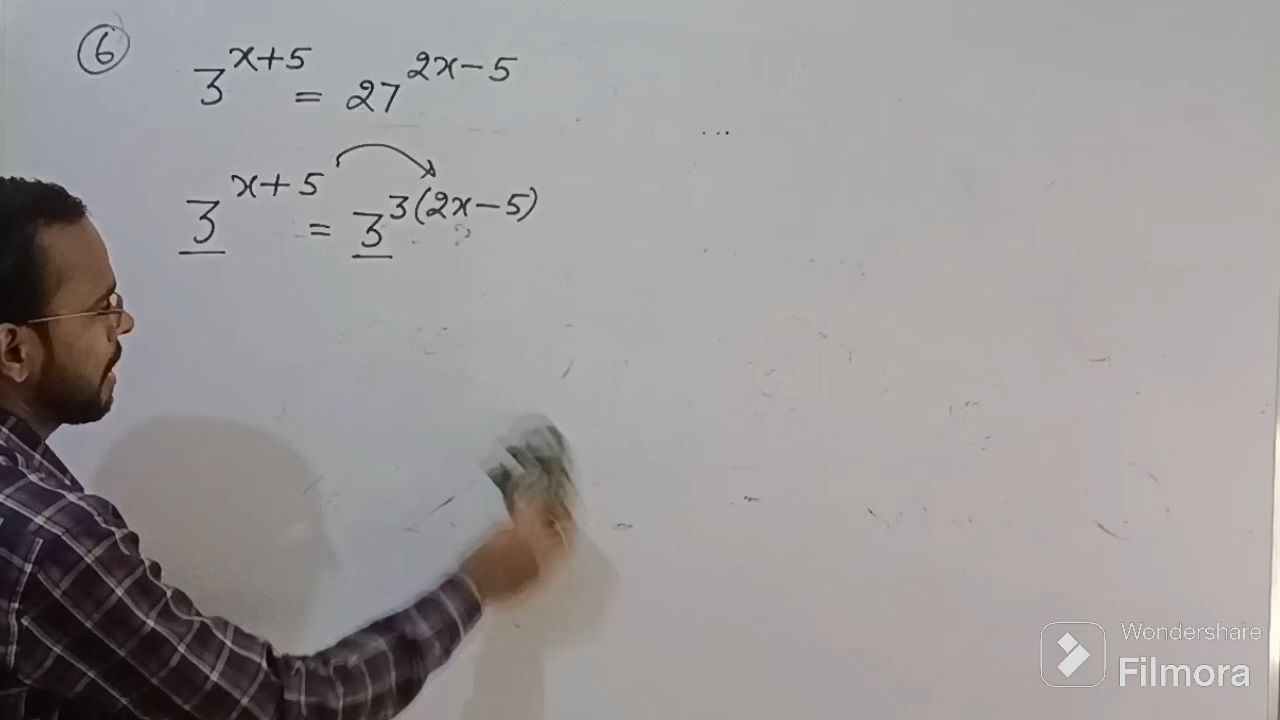 ⑥ 3^{x+5} = 27^{2x-5}
...
3^{x+5} = 3^{3(2x-5)}
Wondershare
Filmora